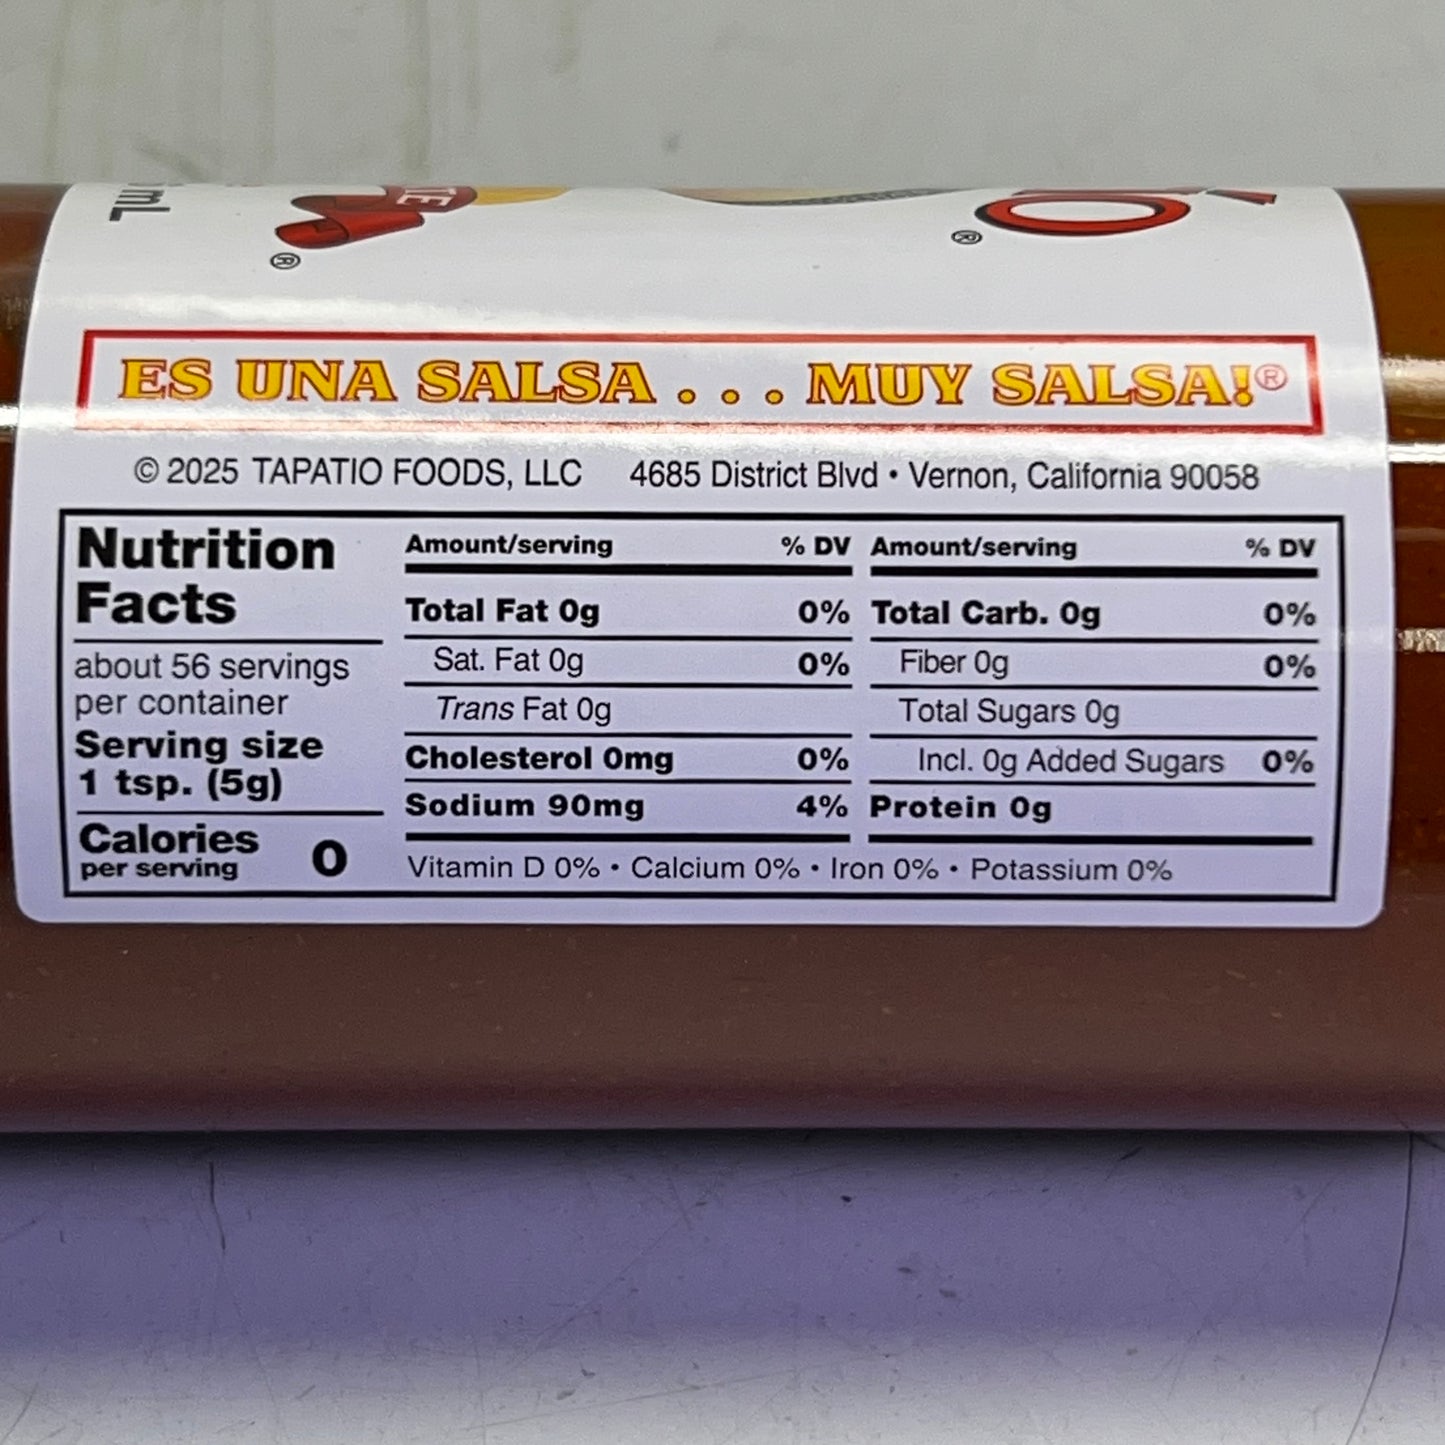 mL
TE
®
IO
®
ES UNA SALSA . . . MUY SALSA!®
© 2025 TAPATIO FOODS, LLC 4685 District Blvd • Vernon, California 90058
Nutrition
Facts
about 56 servings
per container
Serving size
1 tsp. (5g)
Calories
per serving 0
Amount/serving % DV
Total Fat 0g 0%
Sat. Fat 0g 0%
Trans Fat 0g
Cholesterol 0mg 0%
Sodium 90mg 4%
Amount/serving % DV
Total Carb. 0g 0%
Fiber 0g 0%
Total Sugars 0g
Incl. 0g Added Sugars 0%
Protein 0g
Vitamin D 0% • Calcium 0% • Iron 0% • Potassium 0%